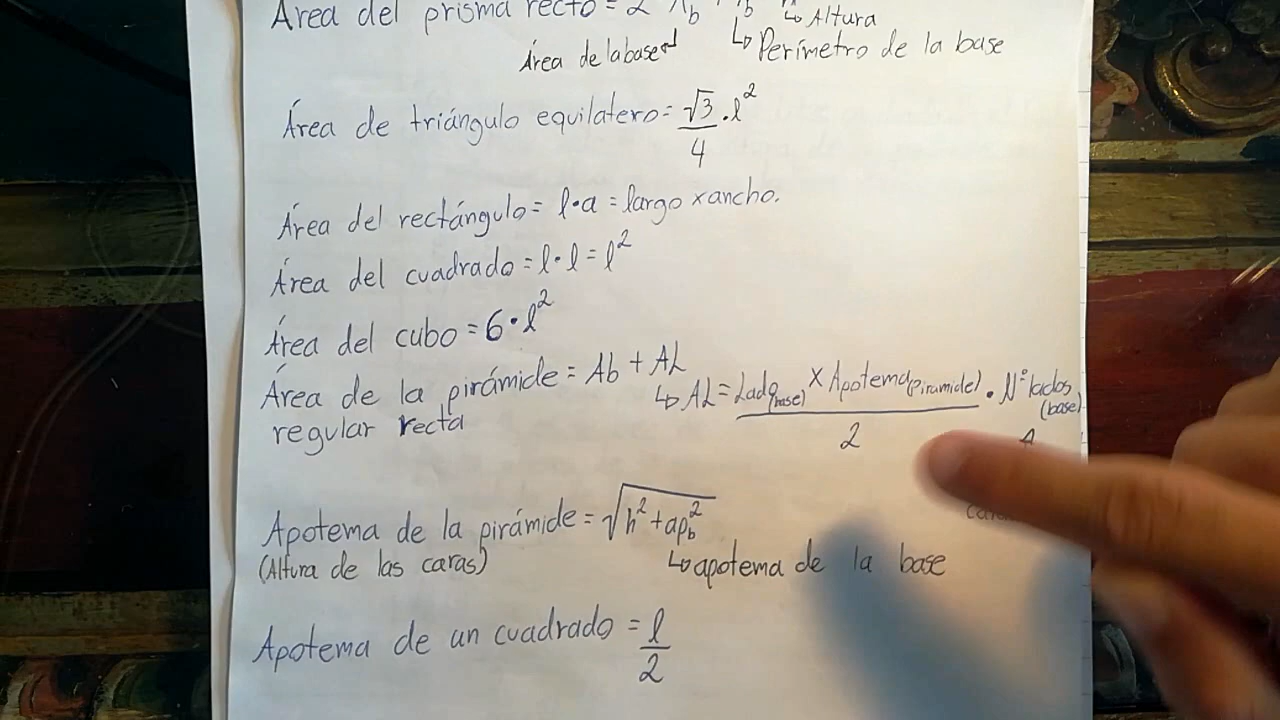 Área del prisma recto = 2 Ab Pb
Altura
Área de la base
Perímetro de la base
Área de triángulo equilatero = √3/4 · l²
Área del rectángulo = l·a = largo x ancho.
Área del cuadrado = l·l = l²
Área del cubo = 6·l²
Área de la pirámide = Ab + AL
regular recta
AL = Lado(base) x Apotema(piramide) / 2 · N° lados (base)
Apotema de la pirámide = √h² + apb²
(Altura de las caras)
apotema de la base
Apotema de un cuadrado = l/2